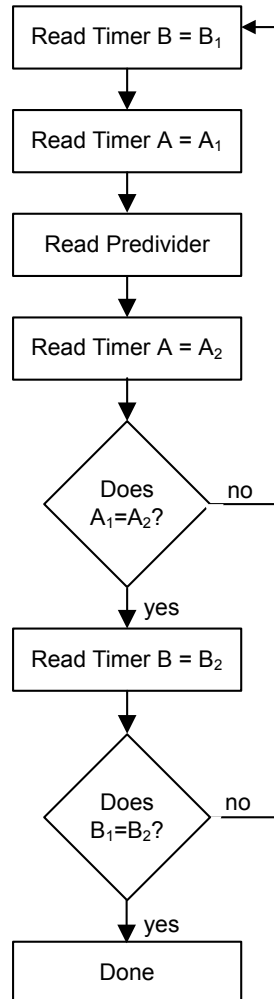 Read Timer B = B₁
Read Timer A = A₁
Read Predivider
Read Timer A = A₂
Does
A₁=A₂?
no
yes
Read Timer B = B₂
Does
B₁=B₂?
no
yes
Done